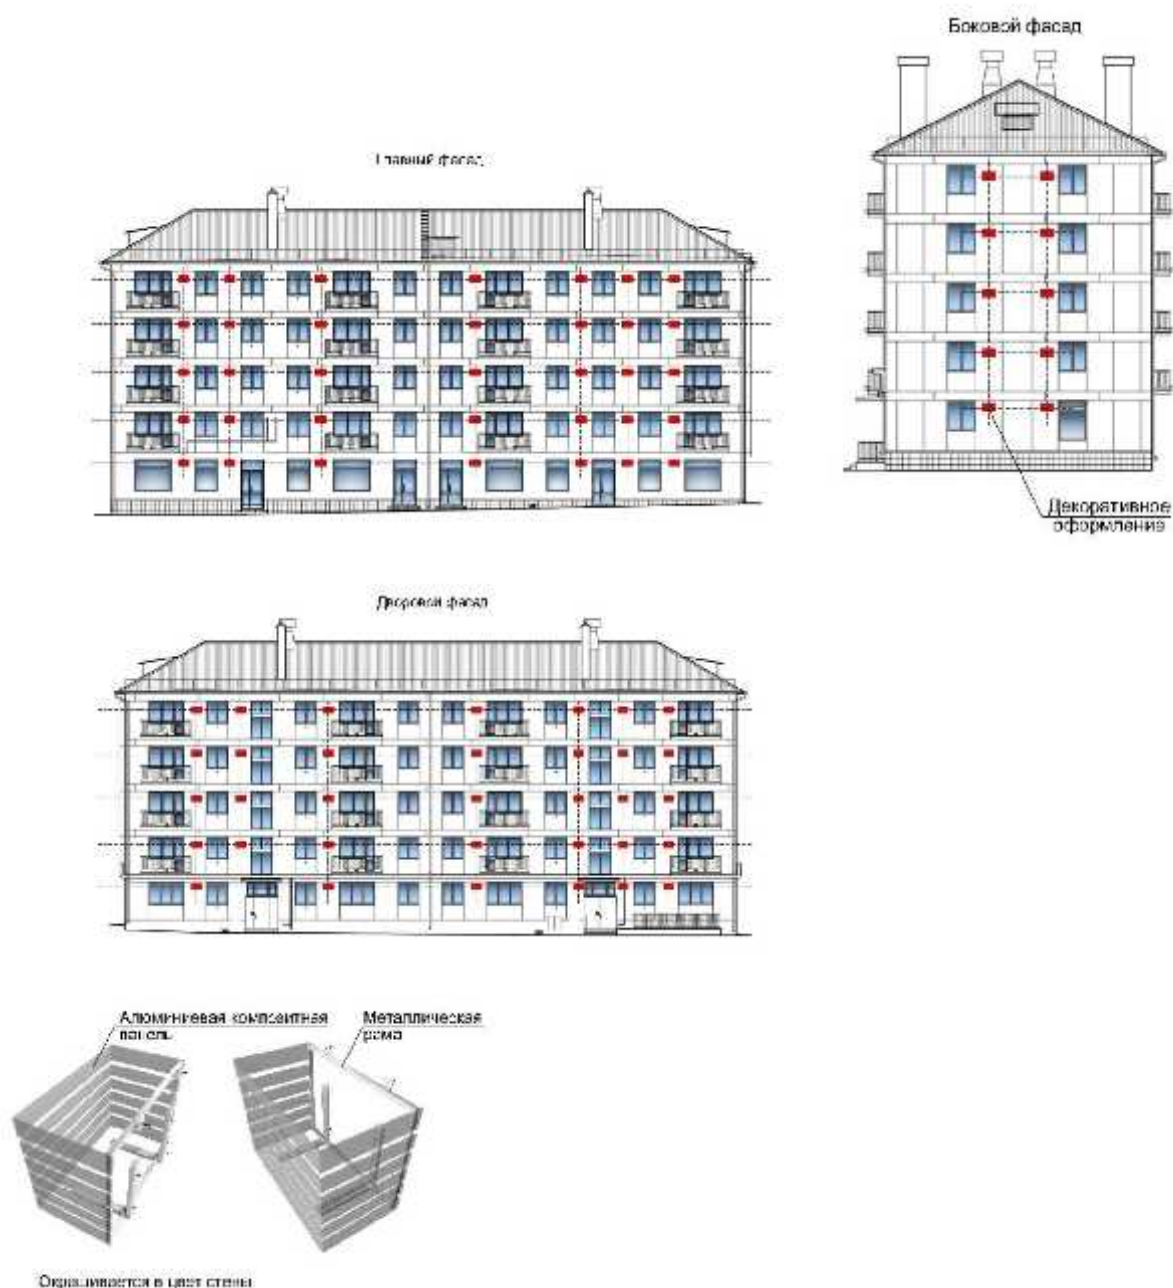 Боковой фасад
Главный фасад
Декоративное
оформление
Дворовой фасад
Алюминиевая композитная
панель
Металлическая
рама
Окрашивается в цвет стены